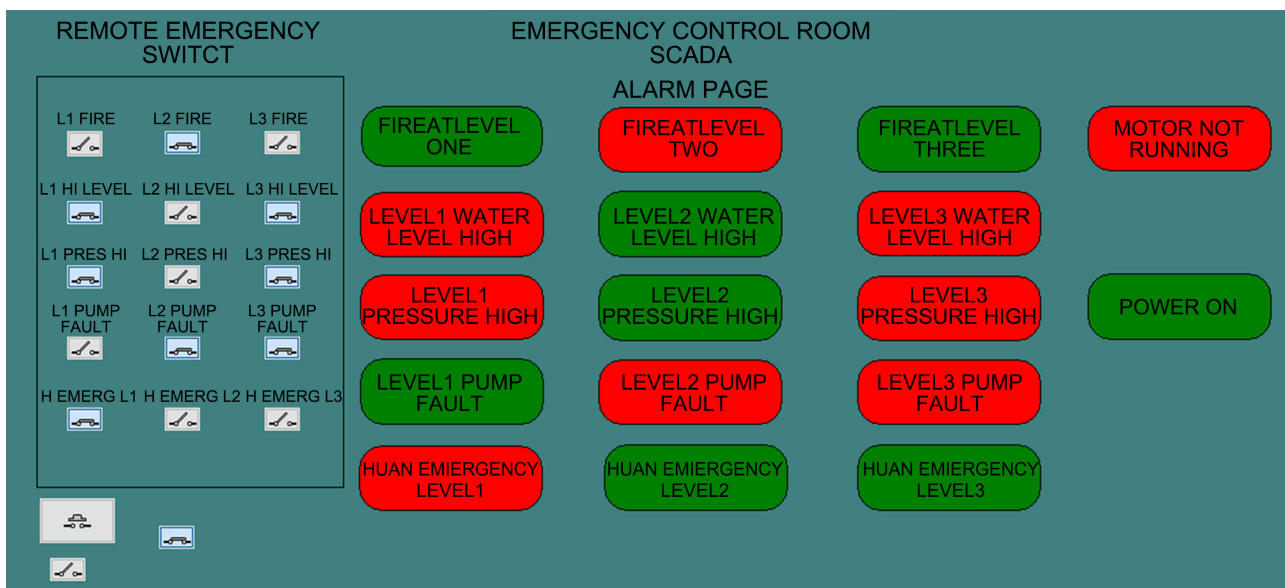 REMOTE EMERGENCY
SWITCT
EMERGENCY CONTROL ROOM
SCADA
ALARM PAGE
L1 FIRE
L2 FIRE
L3 FIRE
L1 HI LEVEL
L2 HI LEVEL
L3 HI LEVEL
L1 PRES HI
L2 PRES HI
L3 PRES HI
L1 PUMP
FAULT
L2 PUMP
FAULT
L3 PUMP
FAULT
H EMERG L1
H EMERG L2
H EMERG L3
FIREATLEVEL
ONE
FIREATLEVEL
TWO
FIREATLEVEL
THREE
MOTOR NOT
RUNNING
LEVEL1 WATER
LEVEL HIGH
LEVEL2 WATER
LEVEL HIGH
LEVEL3 WATER
LEVEL HIGH
LEVEL1
PRESSURE HIGH
LEVEL2
PRESSURE HIGH
LEVEL3
PRESSURE HIGH
POWER ON
LEVEL1 PUMP
FAULT
LEVEL2 PUMP
FAULT
LEVEL3 PUMP
FAULT
HUAN EMIERGENCY
LEVEL1
HUAN EMIERGENCY
LEVEL2
HUAN EMIERGENCY
LEVEL3